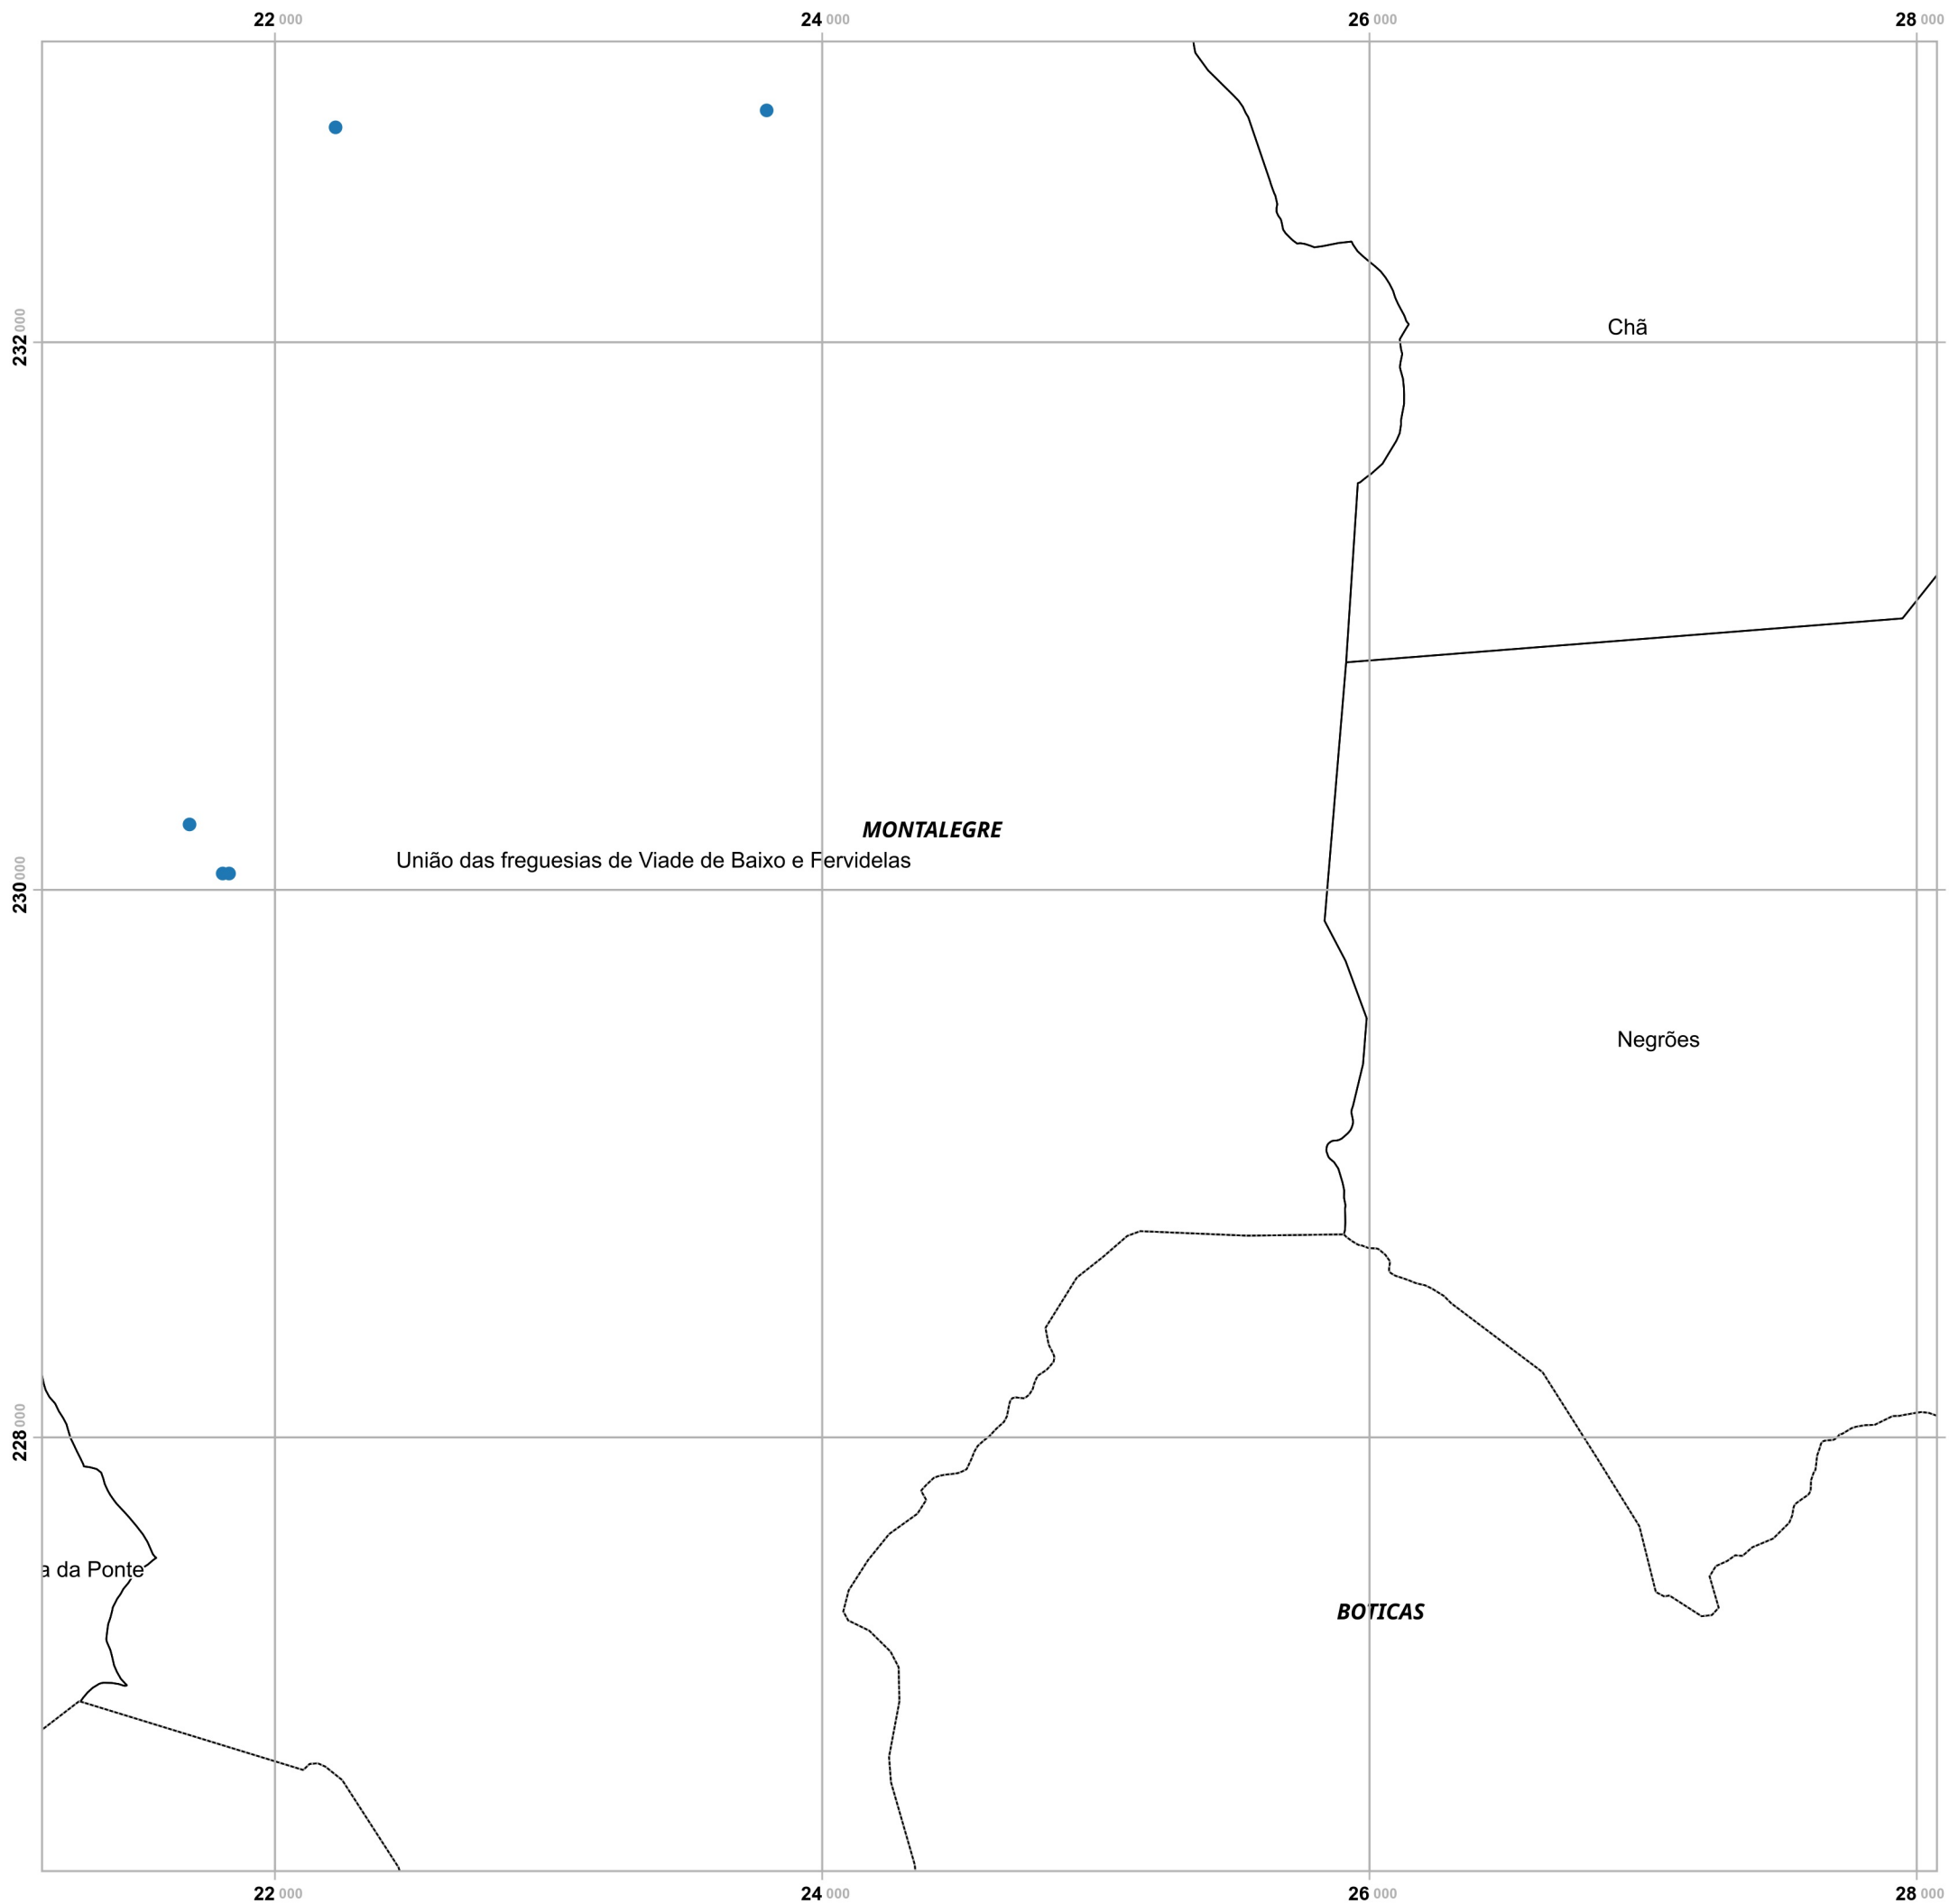 22 000 24 000 26 000 28 000
232 000
Chã
MONTALEGRE
União das freguesias de Viade de Baixo e Fervidelas
230 000
Negrões
228 000
a da Ponte
BOTICAS
22 000 24 000 26 000 28 000